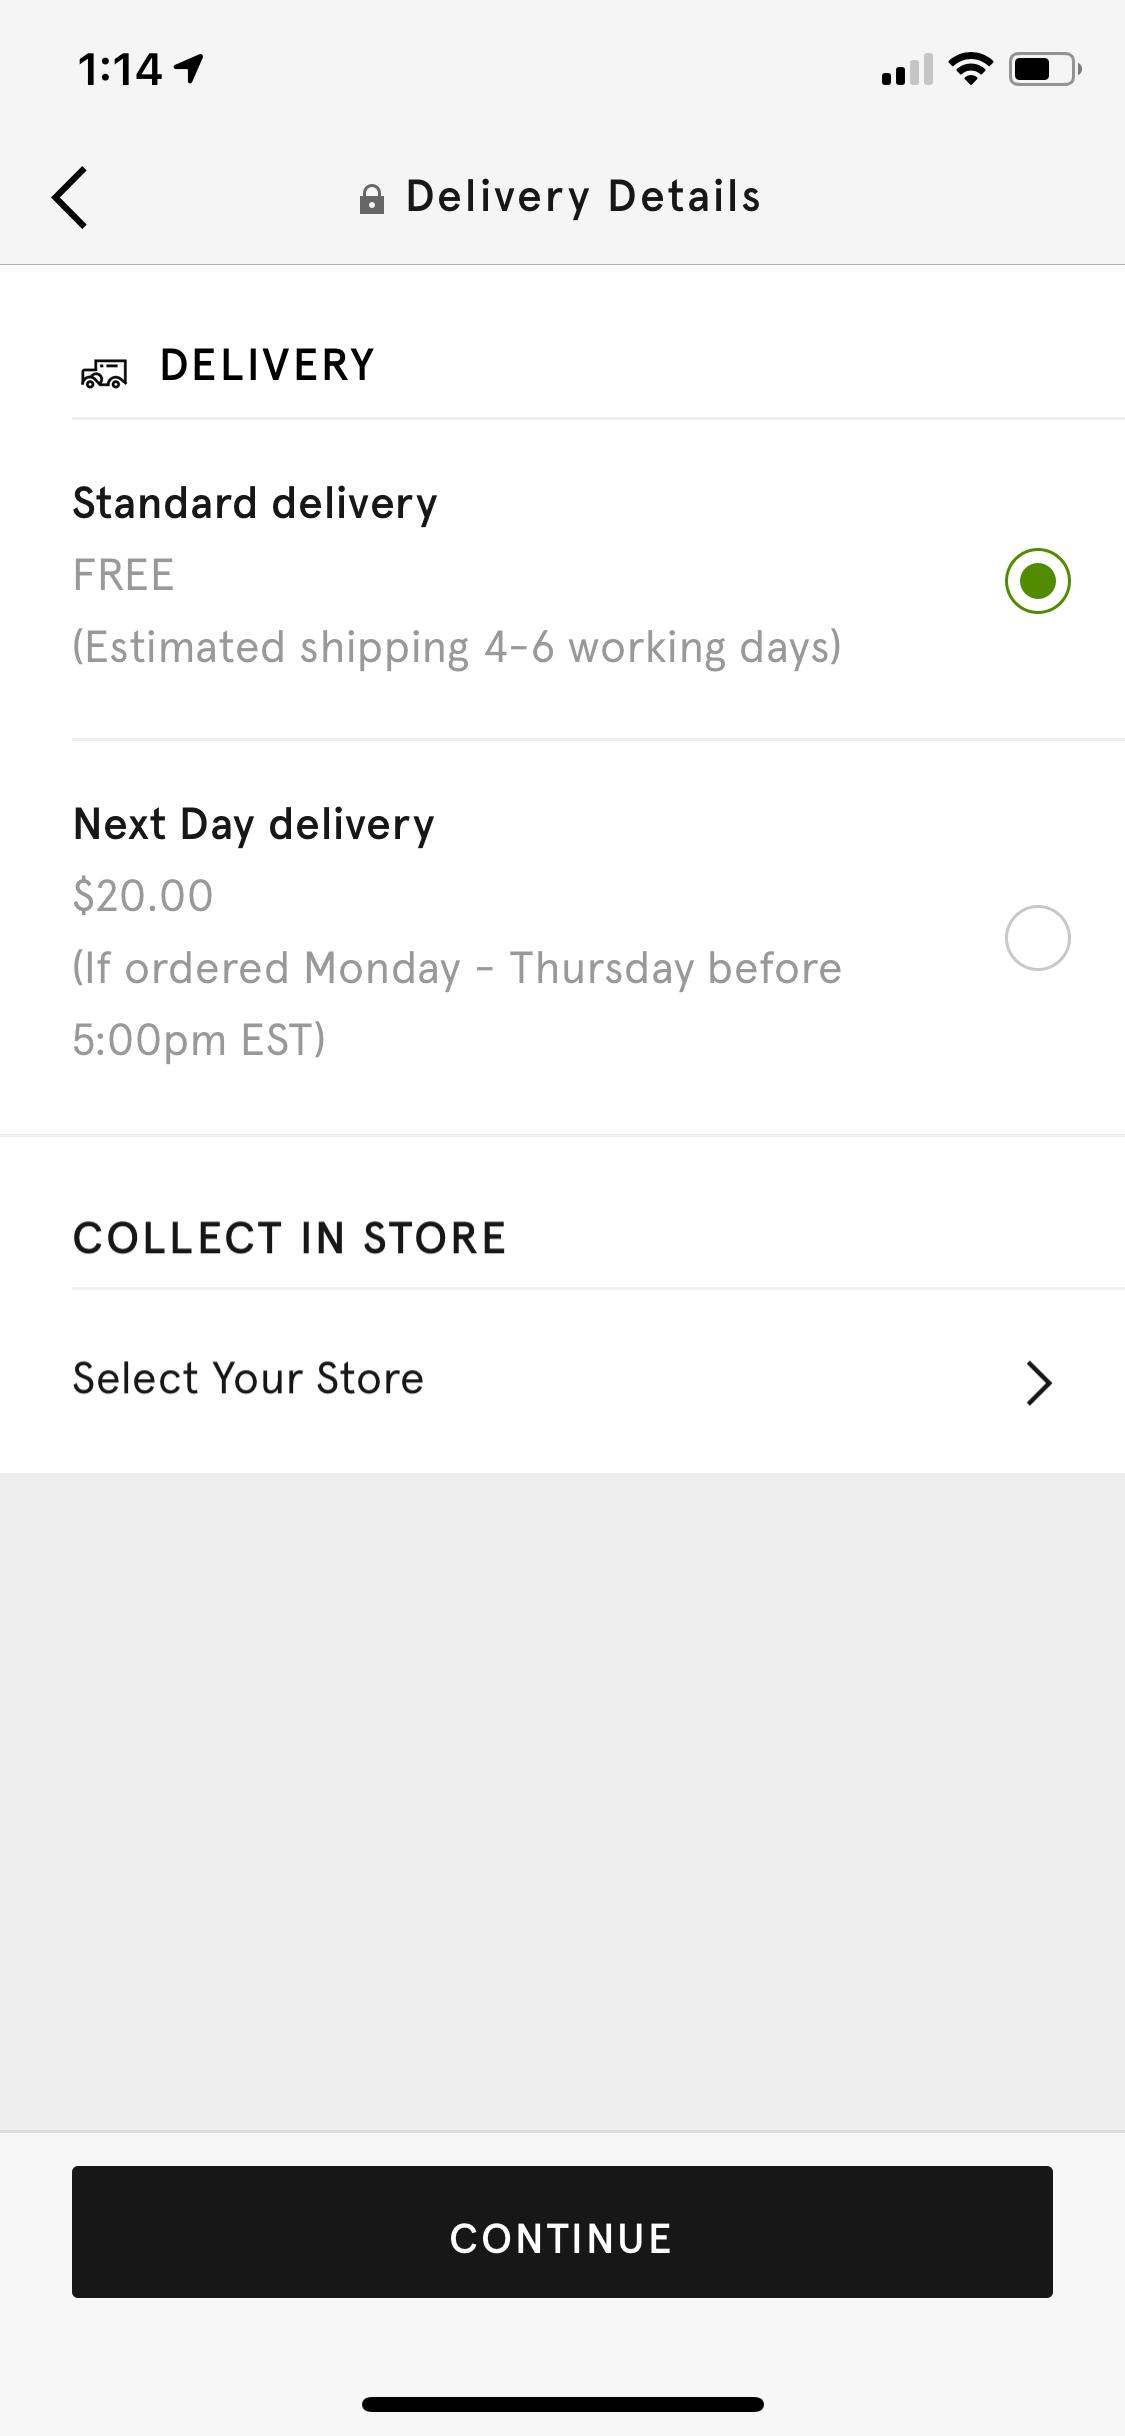 1:14
Delivery Details
DELIVERY
Standard delivery
FREE
(Estimated shipping 4-6 working days)
Next Day delivery
$20.00
(If ordered Monday - Thursday before
5:00pm EST)
COLLECT IN STORE
Select Your Store
CONTINUE